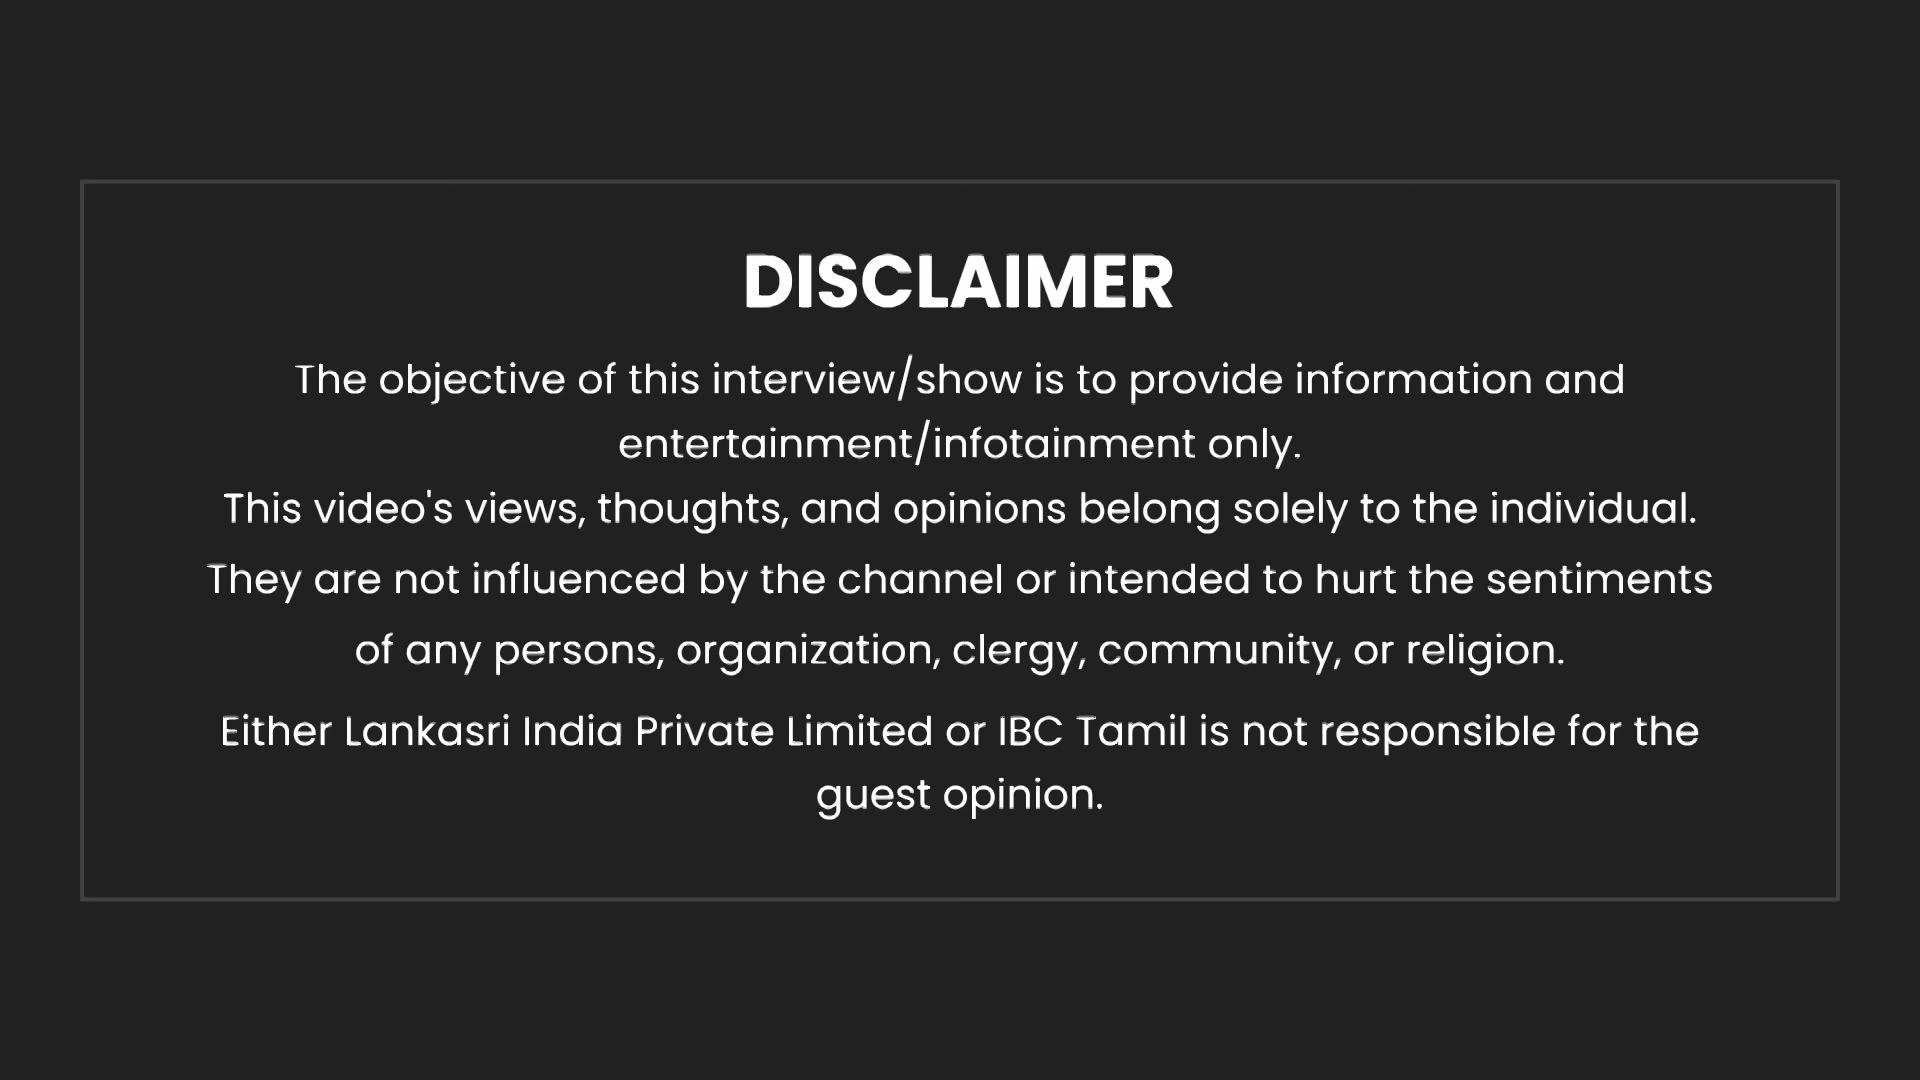 DISCLAIMER
The objective of this interview/show is to provide information and
entertainment/infotainment only.
This video's views, thoughts, and opinions belong solely to the individual.
They are not influenced by the channel or intended to hurt the sentiments
of any persons, organization, clergy, community, or religion.
Either Lankasri India Private Limited or IBC Tamil is not responsible for the
guest opinion.